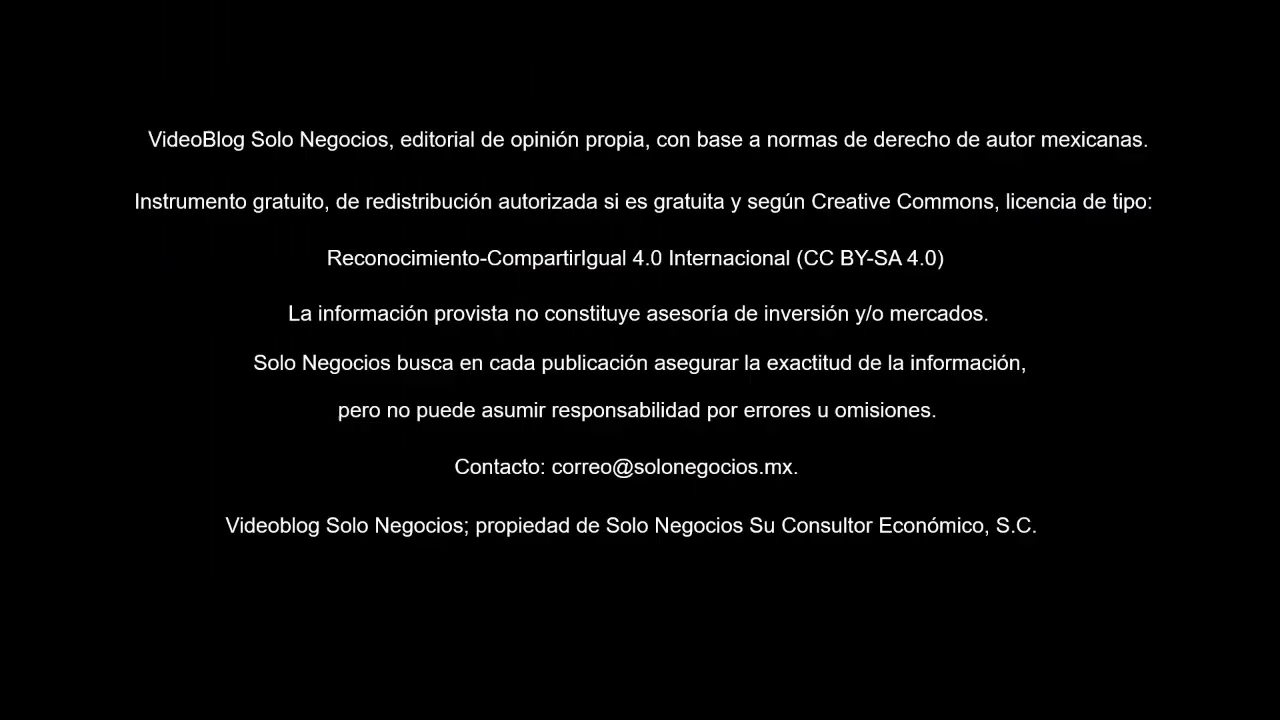 VideoBlog Solo Negocios, editorial de opinión propia, con base a normas de derecho de autor mexicanas.
Instrumento gratuito, de redistribución autorizada si es gratuita y según Creative Commons, licencia de tipo:
Reconocimiento-CompartirIgual 4.0 Internacional (CC BY-SA 4.0)
La información provista no constituye asesoría de inversión y/o mercados.
Solo Negocios busca en cada publicación asegurar la exactitud de la información,
pero no puede asumir responsabilidad por errores u omisiones.
Contacto: correo@solonegocios.mx.
Videoblog Solo Negocios; propiedad de Solo Negocios Su Consultor Económico, S.C.